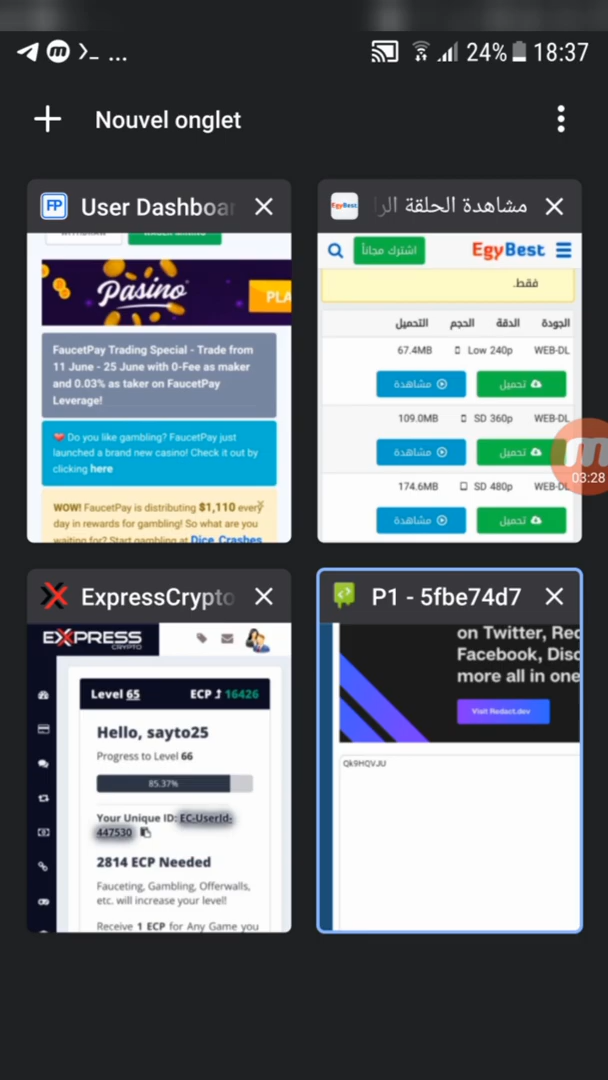 24% 18:37
Nouvel onglet
FP User Dashboar
Pasino PLA
FaucetPay Trading Special - Trade from
11 June - 25 June with 0-Fee as maker
and 0.03% as taker on FaucetPay
Leverage!
Do you like gambling? FaucetPay just
launched a brand new casino! Check it out by
clicking here
WOW! FaucetPay is distributing $1,110 every
day in rewards for gambling! So what are you
waiting for? Start gambling at Dice, Crashes
مشاهدة الحلقة الرا
EgyBest
اشترك مجاناً EgyBest
فقط.
الجودة الدقة الحجم التحميل
WEB-DL Low 240p 67.4MB
تحميل مشاهدة
WEB-DL SD 360p 109.0MB
تحميل مشاهدة
WEB-DL SD 480p 174.6MB
تحميل مشاهدة
03:28
ExpressCrypto
EXPRESS
CRYPTO
Level 65 ECP 16426
Hello, sayto25
Progress to Level 66
85.37%
Your Unique ID: EC-UserId-
447530
2814 ECP Needed
Fauceting, Gambling, Offerwalls,
etc. will increase your level!
Receive 1 ECP for Any Game you
P1 - 5fbe74d7
on Twitter, Red
Facebook, Disc
more all in one
Visit Redact.dev
Qk9HQVJU